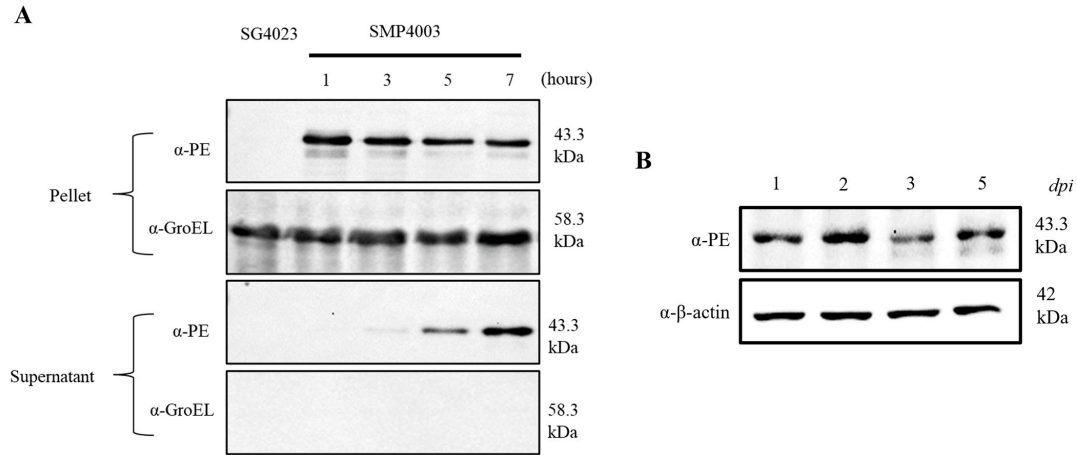 A
SG4023
SMP4003
1 3 5 7 (hours)
Pellet
α-PE
43.3
kDa
α-GroEL
58.3
kDa
Supernatant
α-PE
43.3
kDa
α-GroEL
58.3
kDa
B
1 2 3 5 dpi
α-PE
43.3
kDa
α-β-actin
42
kDa